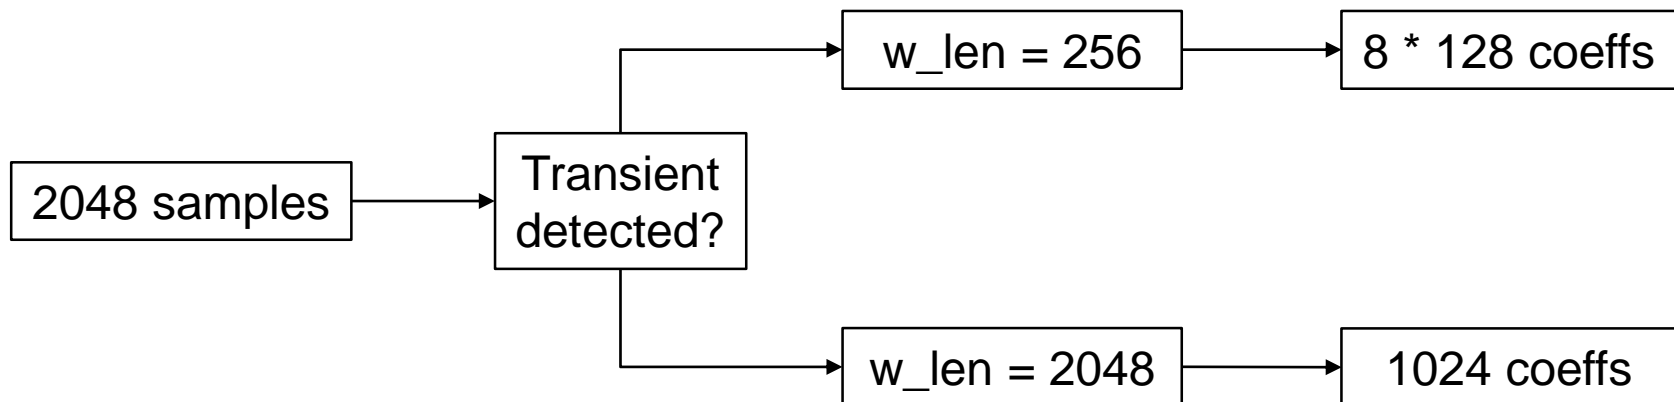 w_len = 256
8 * 128 coeffs
2048 samples
Transient
detected?
w_len = 2048
1024 coeffs